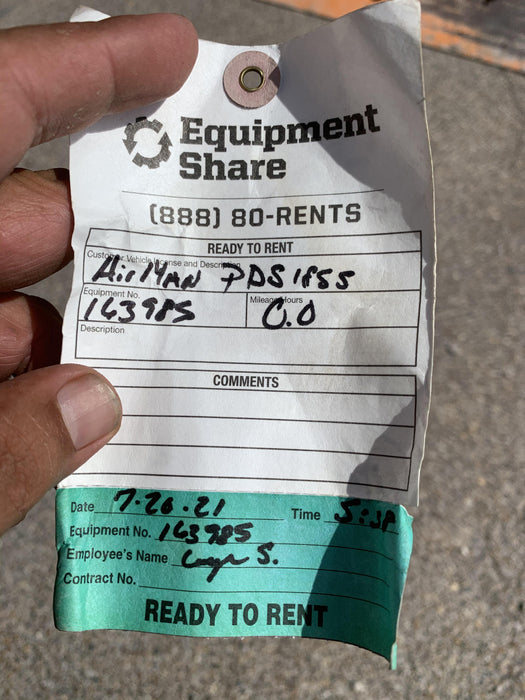 Equipment
Share
(888) 80-RENTS
READY TO RENT
Customer Vehicle License and Description
AirMAN PDS185S
Equipment No. Mileage/Hours
163985 0.0
Description
COMMENTS
Date 7-26-21 Time
Equipment No. 163985
Employee's Name S.
Contract No.
READY TO RENT